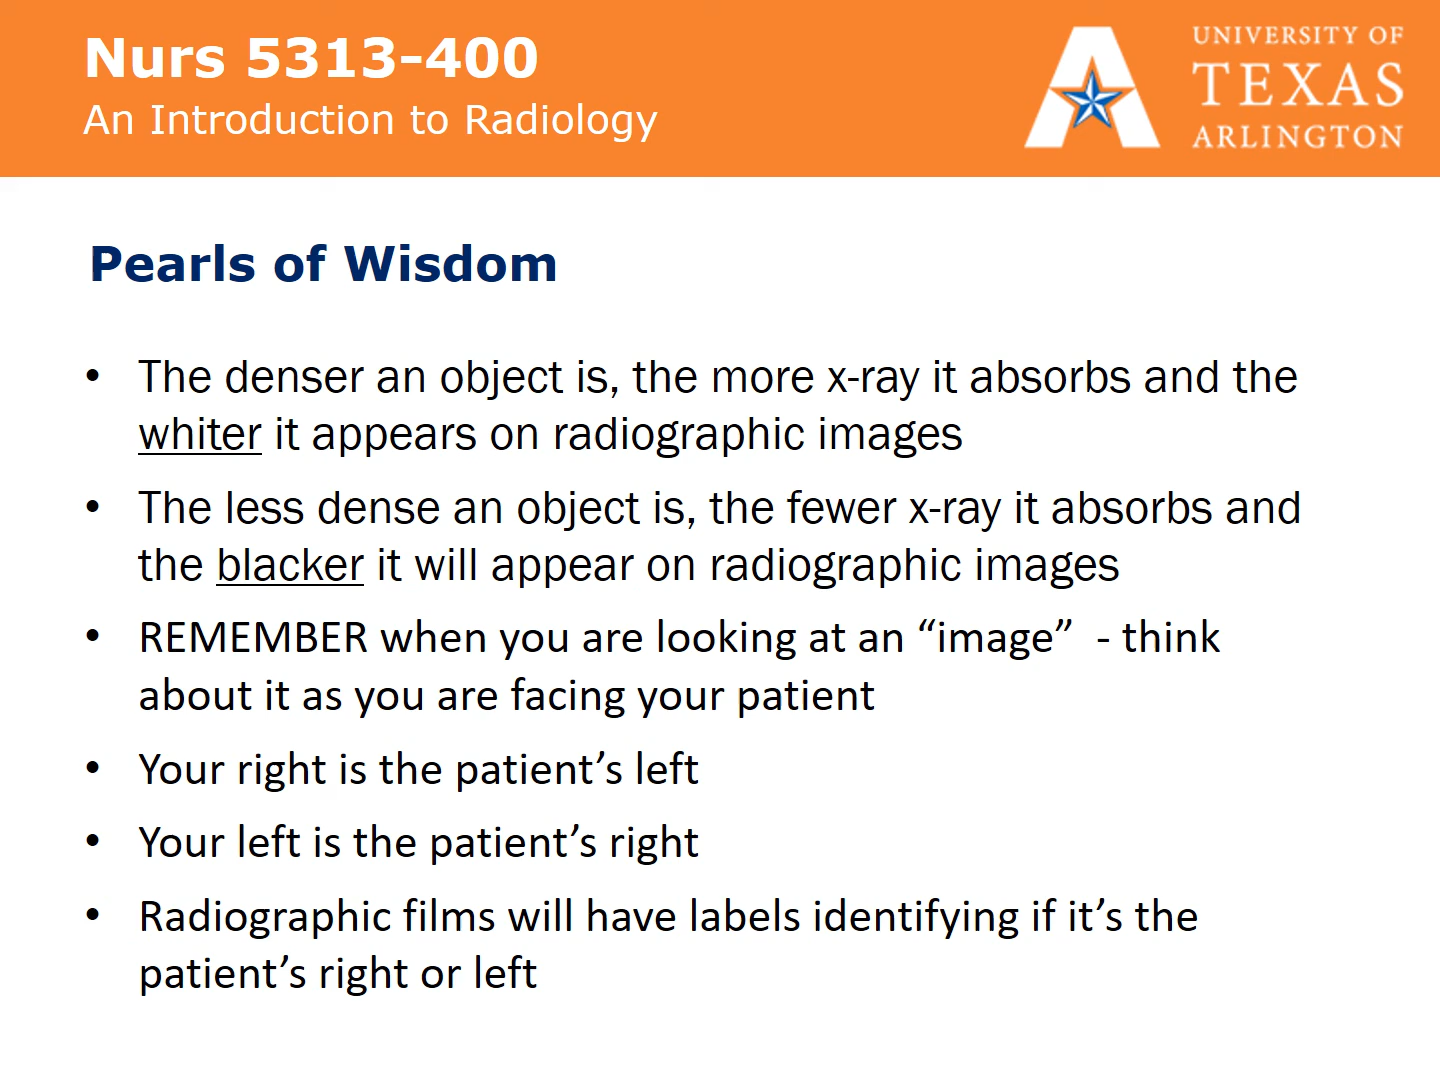 Nurs 5313-400
An Introduction to Radiology
UNIVERSITY OF
TEXAS
ARLINGTON
Pearls of Wisdom
• The denser an object is, the more x-ray it absorbs and the
whiter it appears on radiographic images
• The less dense an object is, the fewer x-ray it absorbs and
the blacker it will appear on radiographic images
• REMEMBER when you are looking at an “image”  - think
about it as you are facing your patient
• Your right is the patient’s left
• Your left is the patient’s right
• Radiographic films will have labels identifying if it’s the
patient’s right or left